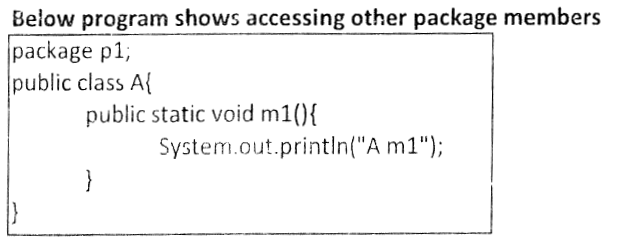 Below program shows accessing other package members
package p1;
public class A{
public static void m1(){
System.out.println("A m1");
}
}